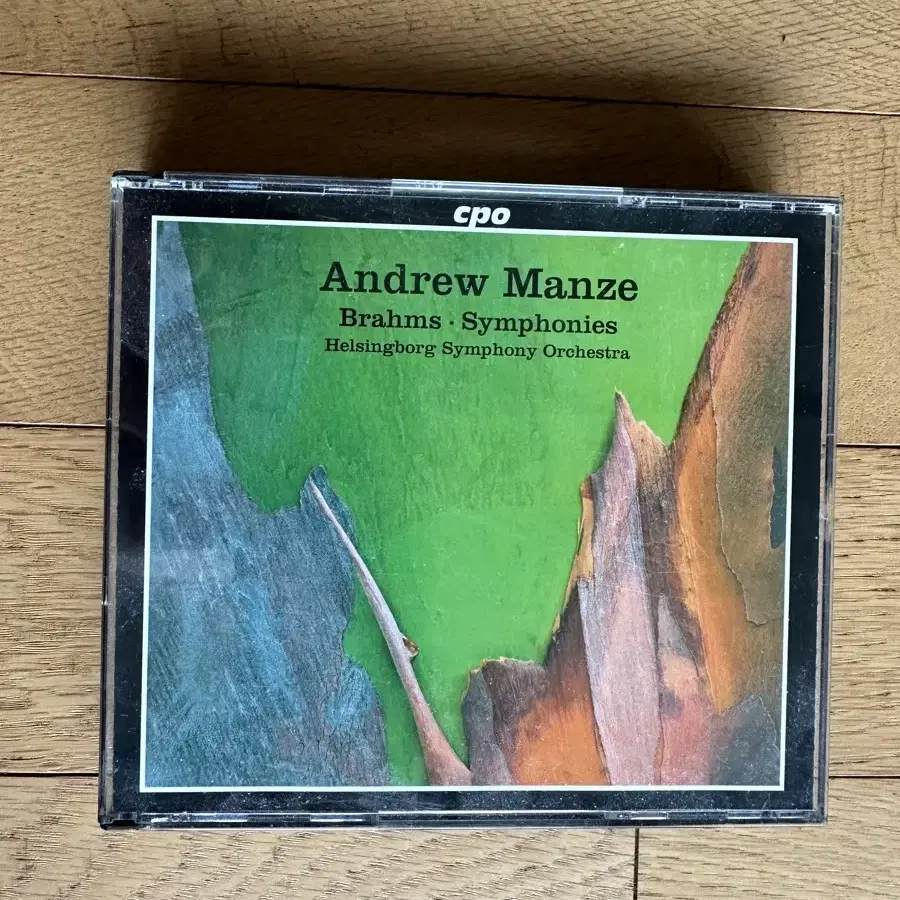 cpo
Andrew Manze
Brahms · Symphonies
Helsingborg Symphony Orchestra